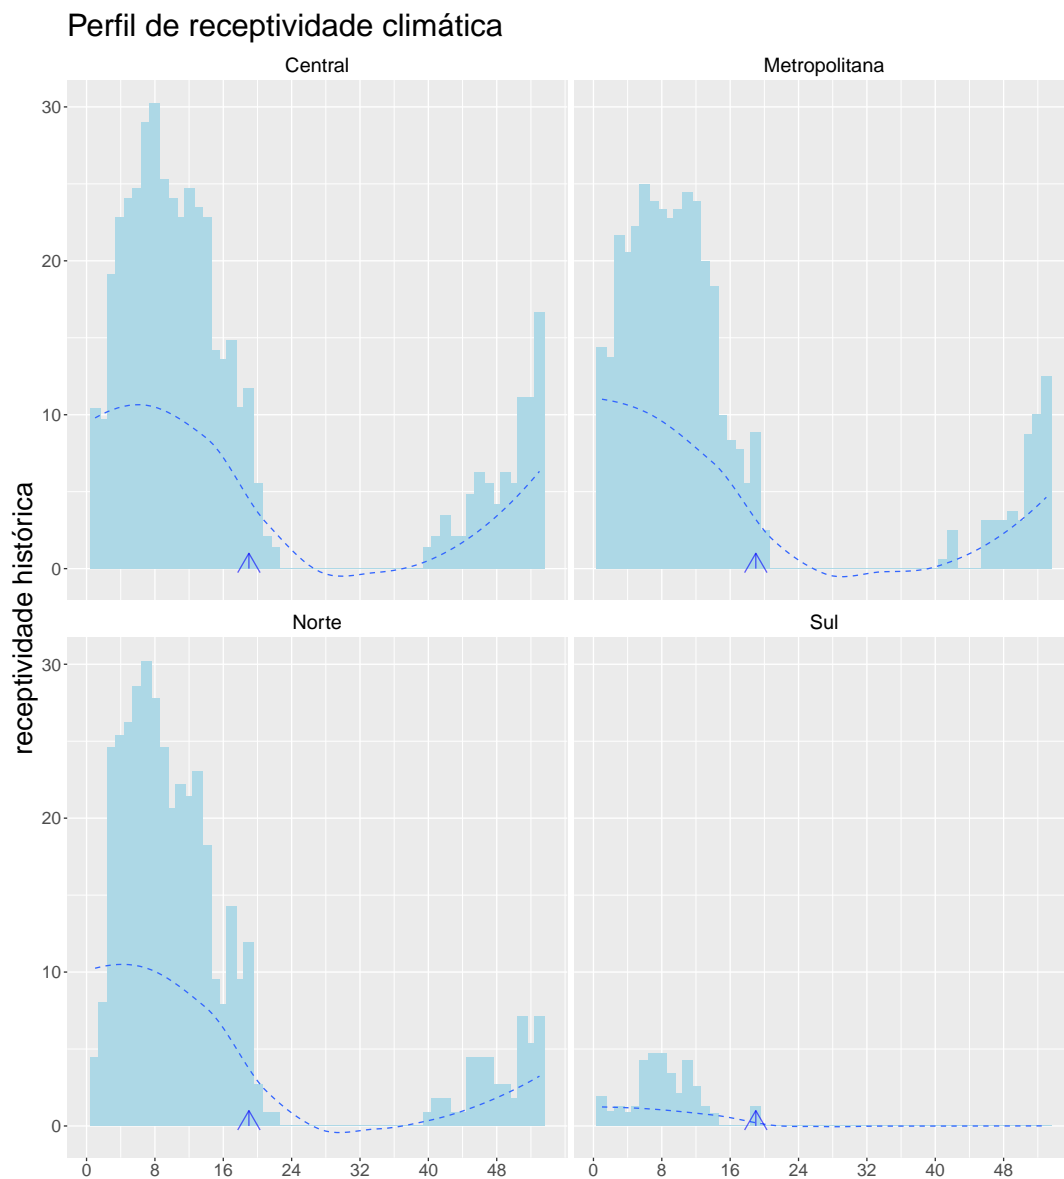 Perfil de receptividade climática
Central
Metropolitana
30
20
10
0
receptividade histórica
Norte
Sul
30
20
10
0
0 8 16 24 32 40 48
0 8 16 24 32 40 48